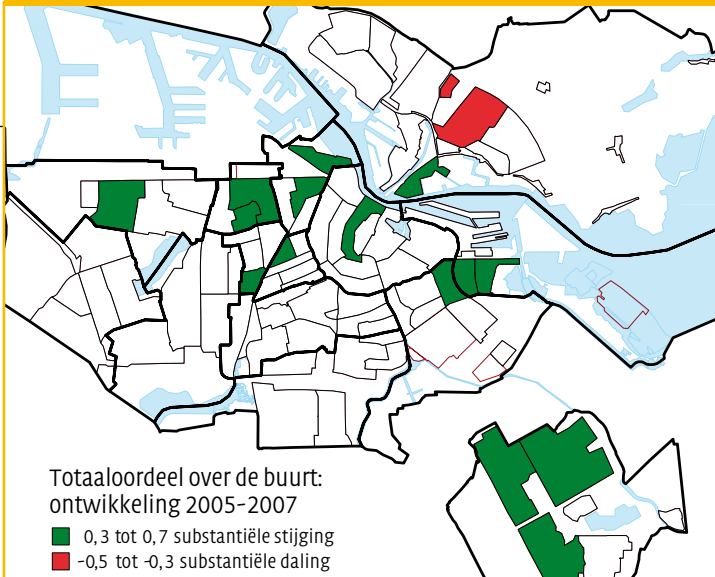 Totaaloordeel over de buurt:
ontwikkeling 2005-2007
0,3 tot 0,7 substantiële stijging
-0,5 tot -0,3 substantiële daling